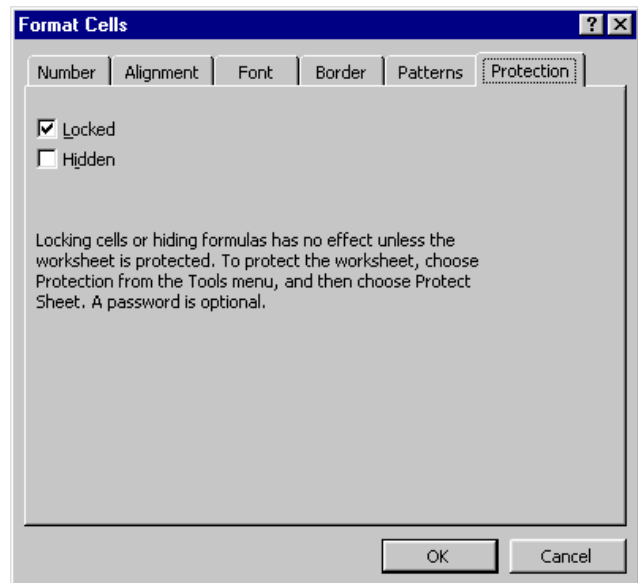 Format Cells
Number Alignment Font Border Patterns Protection
Locked
Hidden
Locking cells or hiding formulas has no effect unless the
worksheet is protected. To protect the worksheet, choose
Protection from the Tools menu, and then choose Protect
Sheet. A password is optional.
OK Cancel